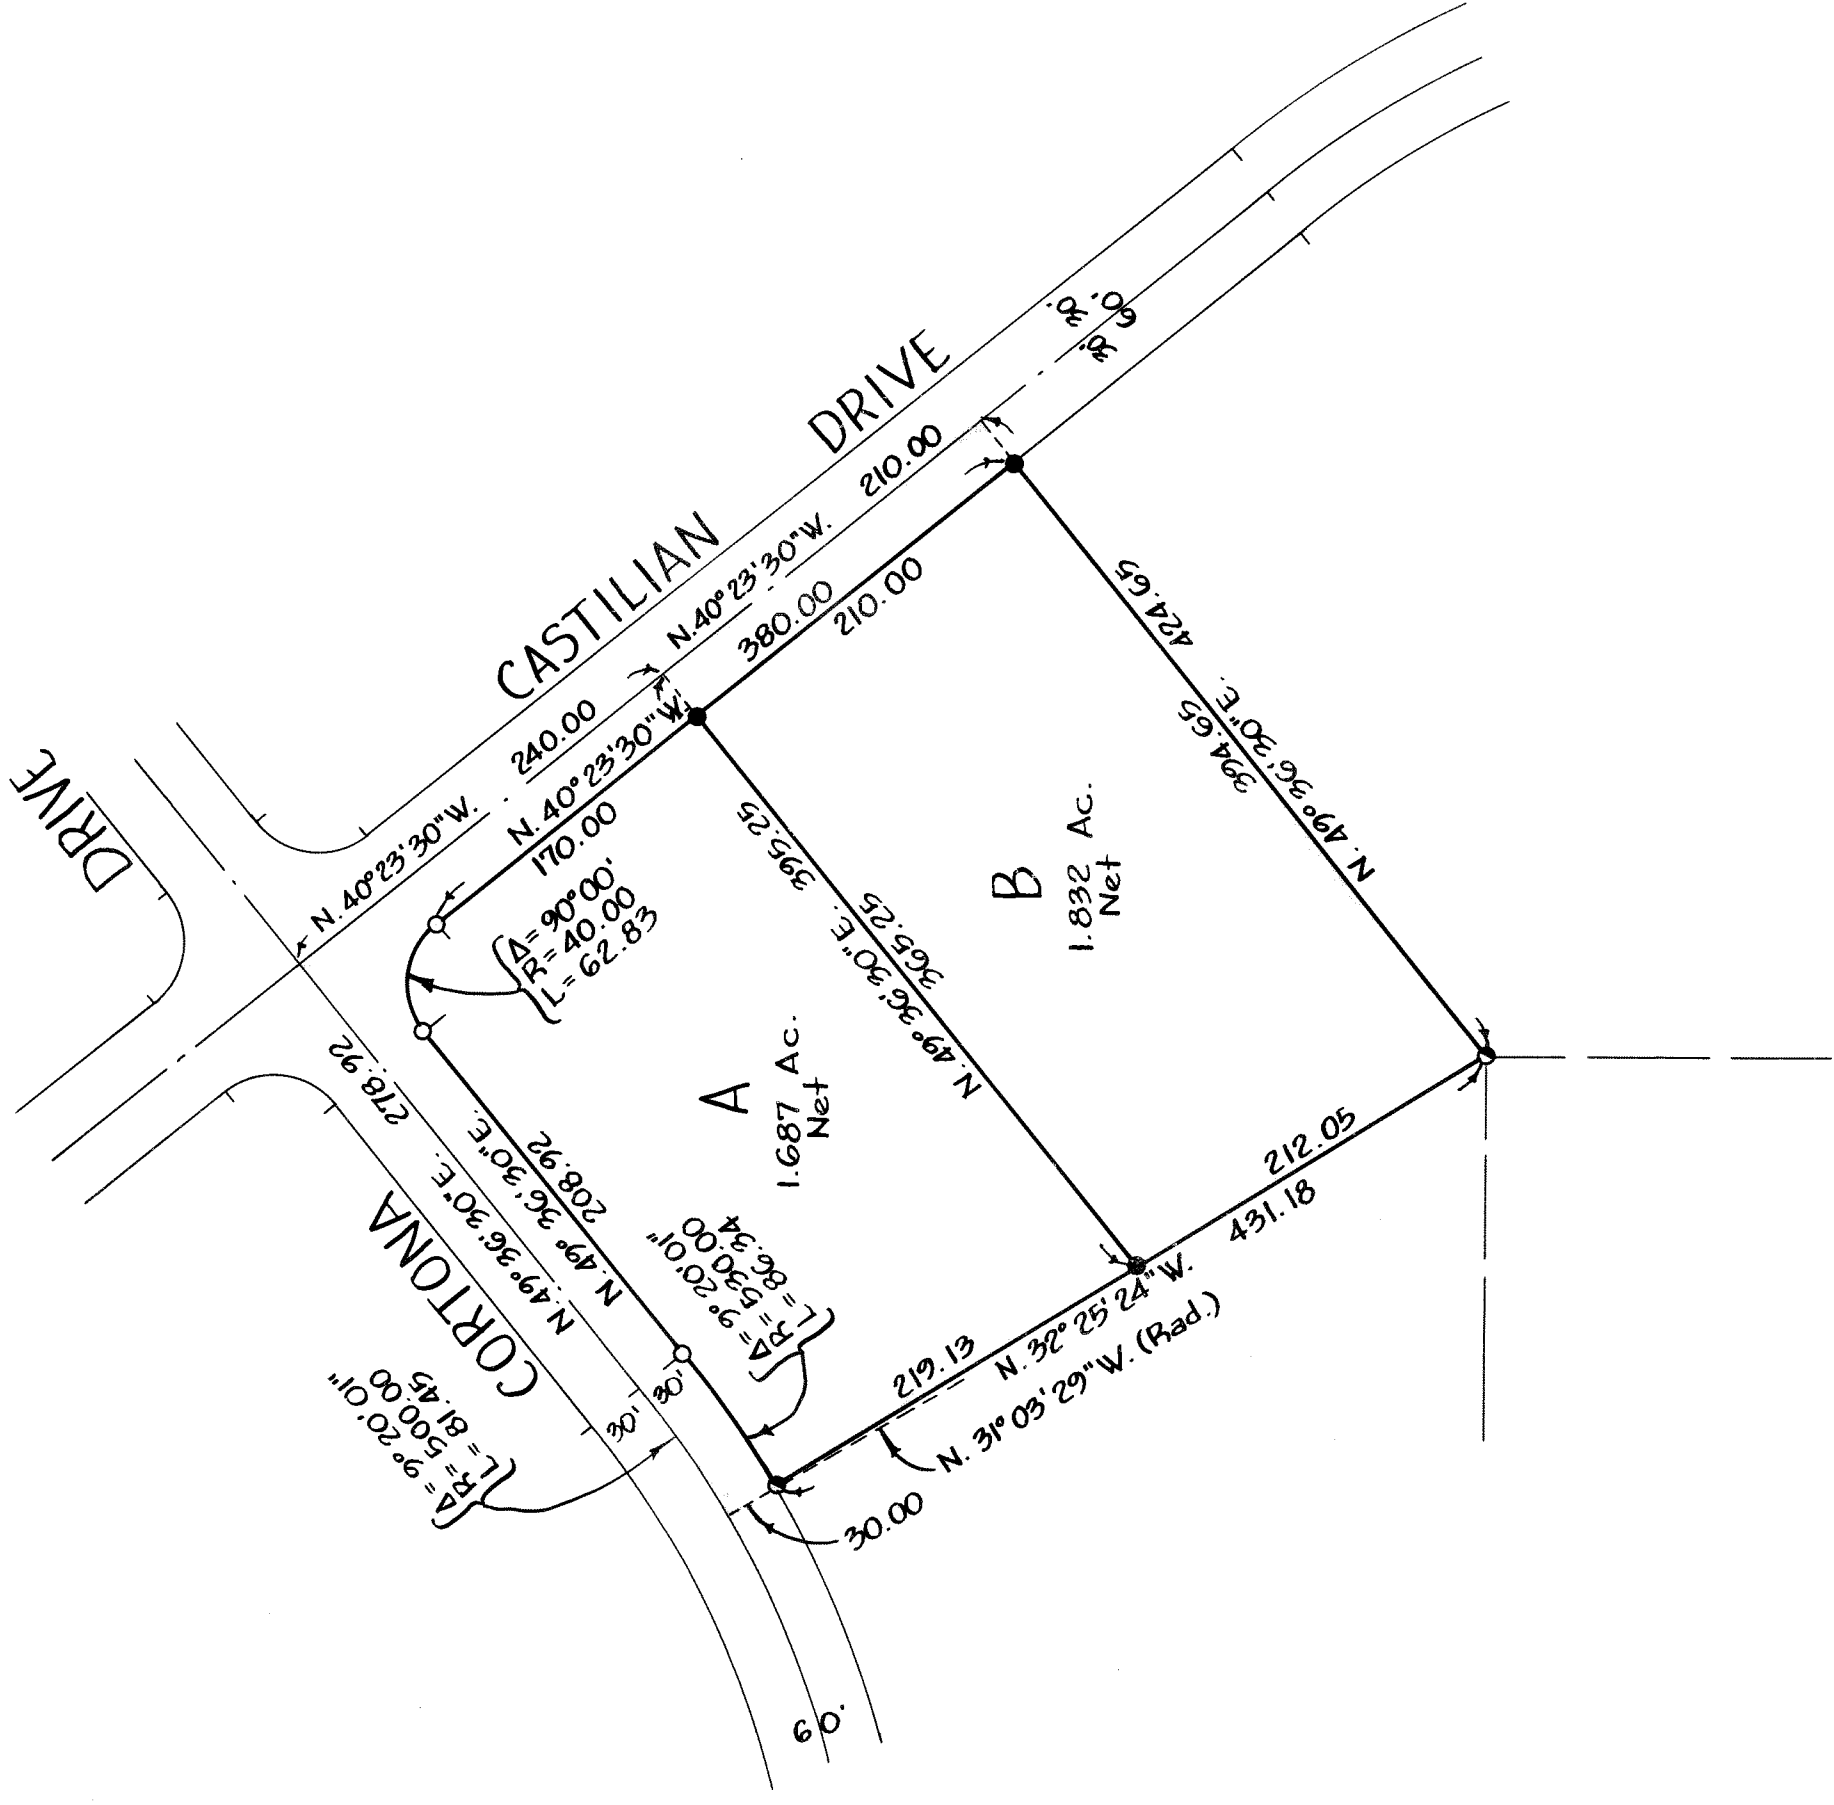 DRIVE
CASTILIAN
DRIVE
30'
60'
30'
210.00
N. 40° 23' 30" W.
240.00
N. 40° 23' 30" W.
380.00
210.00
N. 40° 23' 30" W.
170.00
Δ = 90° 00'
R = 40.00
L = 62.83
424.65
394.65
N. 49° 36' 30" E.
395.25
N. 49° 36' 30" E.
365.25
B
1.832 Ac.
Net
A
1.687 Ac.
Net
278.92
N. 49° 36' 30" E.
N. 49° 36' 30" E.
208.92
CORTONA
Δ = 9° 20' 01"
R = 530.00
L = 86.34
Δ = 9° 20' 01"
R = 500.00
L = 81.45
30'
30'
212.05
431.18
219.13
N. 32° 25' 24" W.
N. 31° 03' 29" W. (Rad.)
30.00
60'